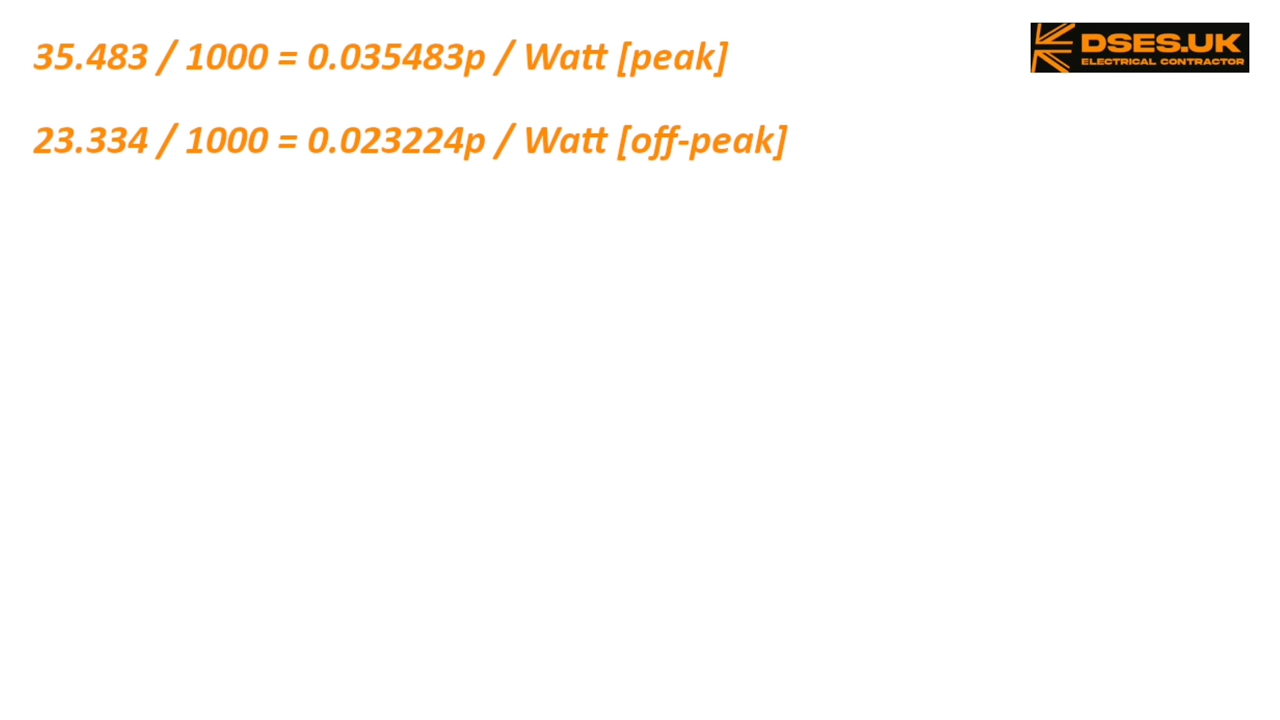 35.483 / 1000 = 0.035483p / Watt [peak]
DSES.UK
ELECTRICAL CONTRACTOR
23.334 / 1000 = 0.023224p / Watt [off-peak]